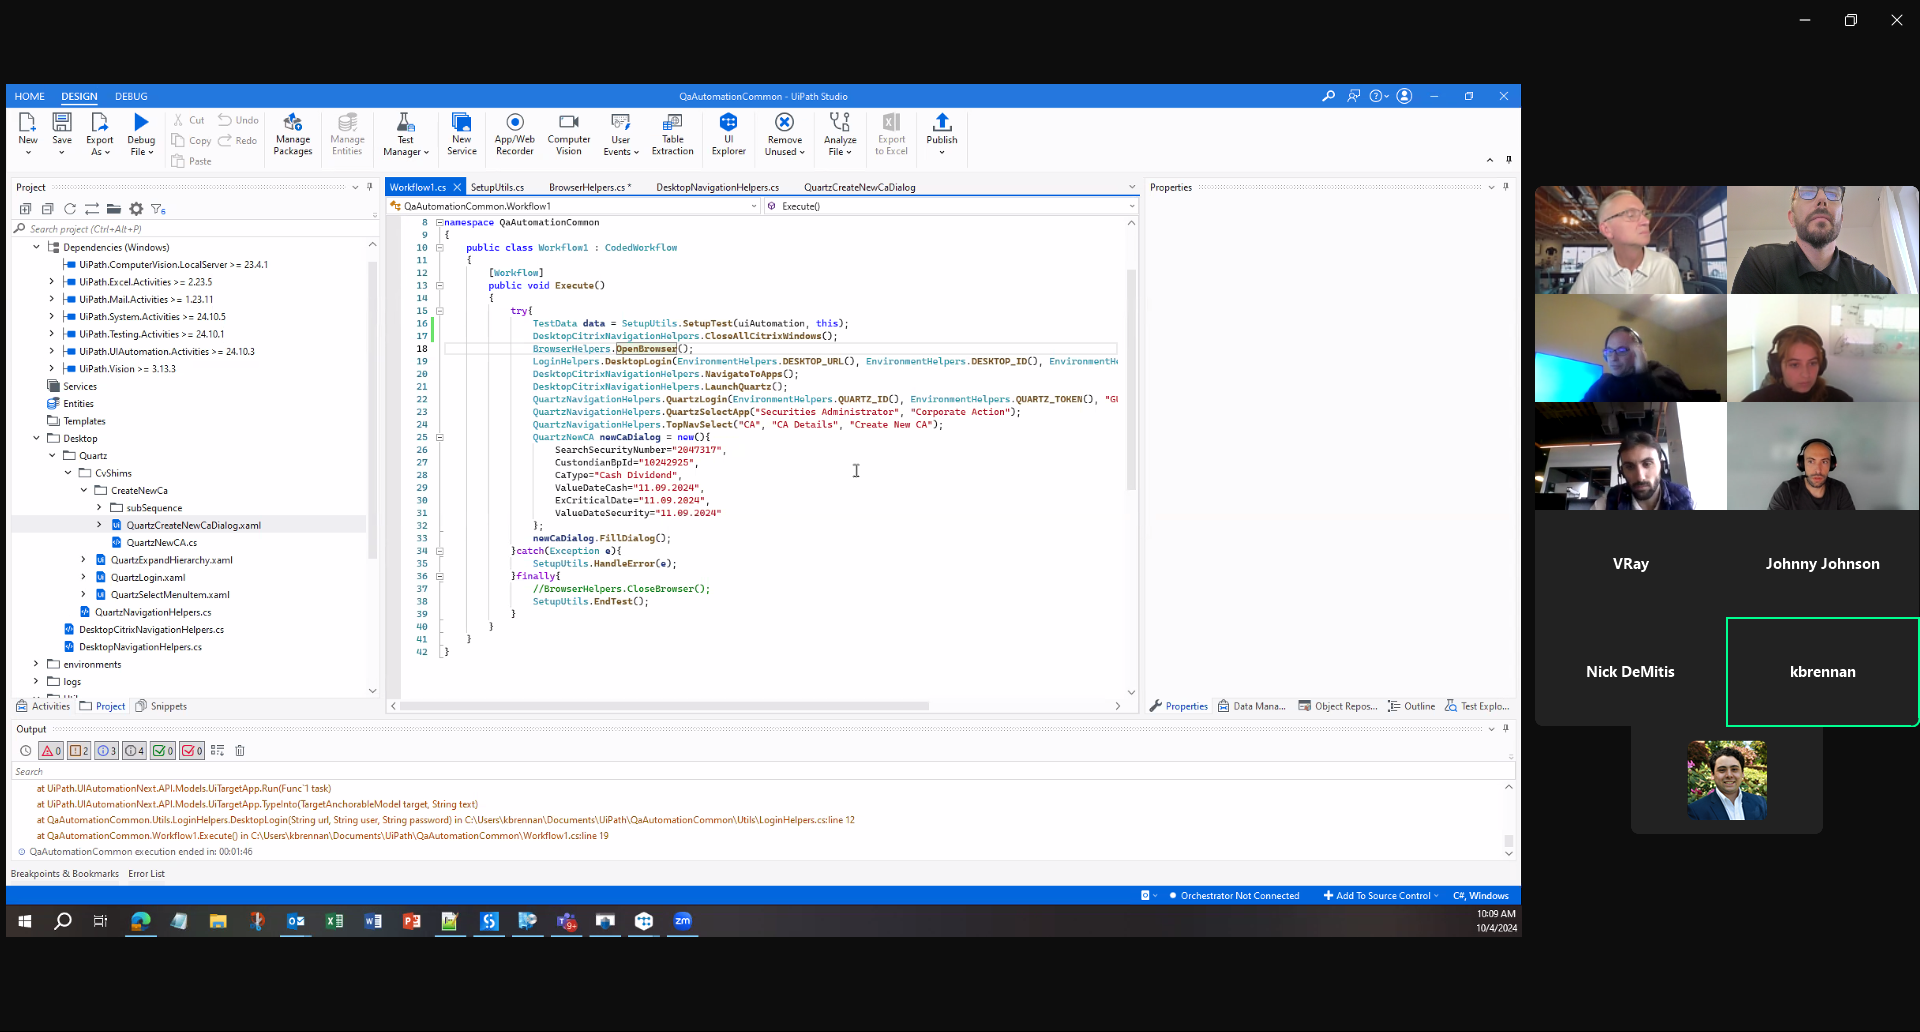 HOME DESIGN DEBUG
QaAutomationCommon - UiPath Studio
New
Save
Export As
Debug File
Cut
Copy
Paste
Undo
Redo
Manage Packages
Manage Entities
Test Manager
New Service
App/Web Recorder
Computer Vision
User Events
Table Extraction
UI Explorer
Remove Unused
Analyze File
Export to Excel
Publish
Project
Search project (Ctrl+Alt+P)
Dependencies (Windows)
UiPath.ComputerVision.LocalServer >= 23.4.1
UiPath.Excel.Activities >= 2.23.5
UiPath.Mail.Activities >= 1.23.11
UiPath.System.Activities >= 24.10.5
UiPath.Testing.Activities >= 24.10.1
UiPath.UIAutomation.Activities >= 24.10.3
UiPath.Vision >= 3.13.3
Services
Entities
Templates
Desktop
Quartz
CvShims
CreateNewCa
subSequence
QuartzCreateNewCaDialog.xaml
QuartzNewCA.cs
QuartzExpandHierarchy.xaml
QuartzLogin.xaml
QuartzSelectMenuItem.xaml
QuartzNavigationHelpers.cs
DesktopCitrixNavigationHelpers.cs
DesktopNavigationHelpers.cs
environments
logs
Activities Project Snippets
Workflow1.cs SetupUtils.cs BrowserHelpers.cs * DesktopNavigationHelpers.cs QuartzCreateNewCaDialog
QaAutomationCommon.Workflow1 Execute()
8 namespace QaAutomationCommon
9 {
10 public class Workflow1 : CodedWorkflow
11 {
12 [Workflow]
13 public void Execute()
14 {
15 try{
16 TestData data = SetupUtils.SetupTest(uiAutomation, this);
17 DesktopCitrixNavigationHelpers.CloseAllCitrixWindows();
18 BrowserHelpers.OpenBrowser();
19 LoginHelpers.DesktopLogin(EnvironmentHelpers.DESKTOP_URL(), EnvironmentHelpers.DESKTOP_ID(), EnvironmentHe
20 DesktopCitrixNavigationHelpers.NavigateToApps();
21 DesktopCitrixNavigationHelpers.LaunchQuartz();
22 QuartzNavigationHelpers.QuartzLogin(EnvironmentHelpers.QUARTZ_ID(), EnvironmentHelpers.QUARTZ_TOKEN(),
23 QuartzNavigationHelpers.QuartzSelectApp("Securities Administrator", "Corporate Action");
24 QuartzNavigationHelpers.TopNavSelect("CA", "CA Details", "Create New CA");
25 QuartzNewCA newCaDialog = new(){
26 SearchSecurityNumber="2047317",
27 CustondianBpId="10242925",
28 CaType="Cash Dividend",
29 ValueDateCash="11.09.2024",
30 ExCriticalDate="11.09.2024",
31 ValueDateSecurity="11.09.2024"
32 };
33 newCaDialog.FillDialog();
34 }catch(Exception e){
35 SetupUtils.HandleError(e);
36 }finally{
37 //BrowserHelpers.CloseBrowser();
38 SetupUtils.EndTest();
39 }
40 }
41 }
42 }
Properties
Properties Data Mana... Object Repos... Outline Test Explo...
Output
0 2 3 4 0 0
Search
at UiPath.UIAutomationNext.API.Models.UiTargetApp.Run(Func`1 task)
at UiPath.UIAutomationNext.API.Models.UiTargetApp.TypeInto(TargetAnchorableModel target, String text)
at QaAutomationCommon.Utils.LoginHelpers.DesktopLogin(String url, String user, String password) in C:\Users\kbrennan\Documents\UiPath\QaAutomationCommon\Utils\LoginHelpers.cs:line 12
at QaAutomationCommon.Workflow1.Execute() in C:\Users\kbrennan\Documents\UiPath\QaAutomationCommon\Workflow1.cs:line 19
QaAutomationCommon execution ended in: 00:01:46
Breakpoints & Bookmarks Error List
Orchestrator Not Connected Add To Source Control C#, Windows
10:09 AM
10/4/2024
VRay
Johnny Johnson
Nick DeMitis
kbrennan